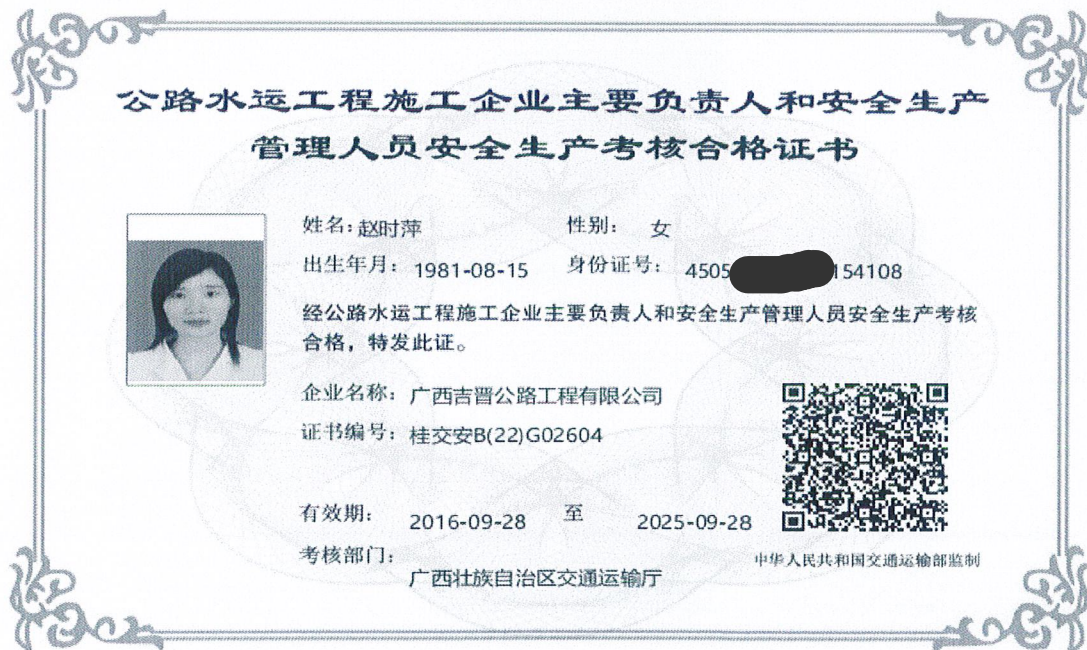 公路水运工程施工企业主要负责人和安全生产
管理人员安全生产考核合格证书
姓名：赵时萍 性别： 女
出生年月：1981-08-15 身份证号：4505 154108
经公路水运工程施工企业主要负责人和安全生产管理人员安全生产考核
合格，特发此证。
企业名称：广西吉晋公路工程有限公司
证书编号：桂交安B(22)G02604
有效期： 2016-09-28 至 2025-09-28
考核部门：
广西壮族自治区交通运输厅
中华人民共和国交通运输部监制